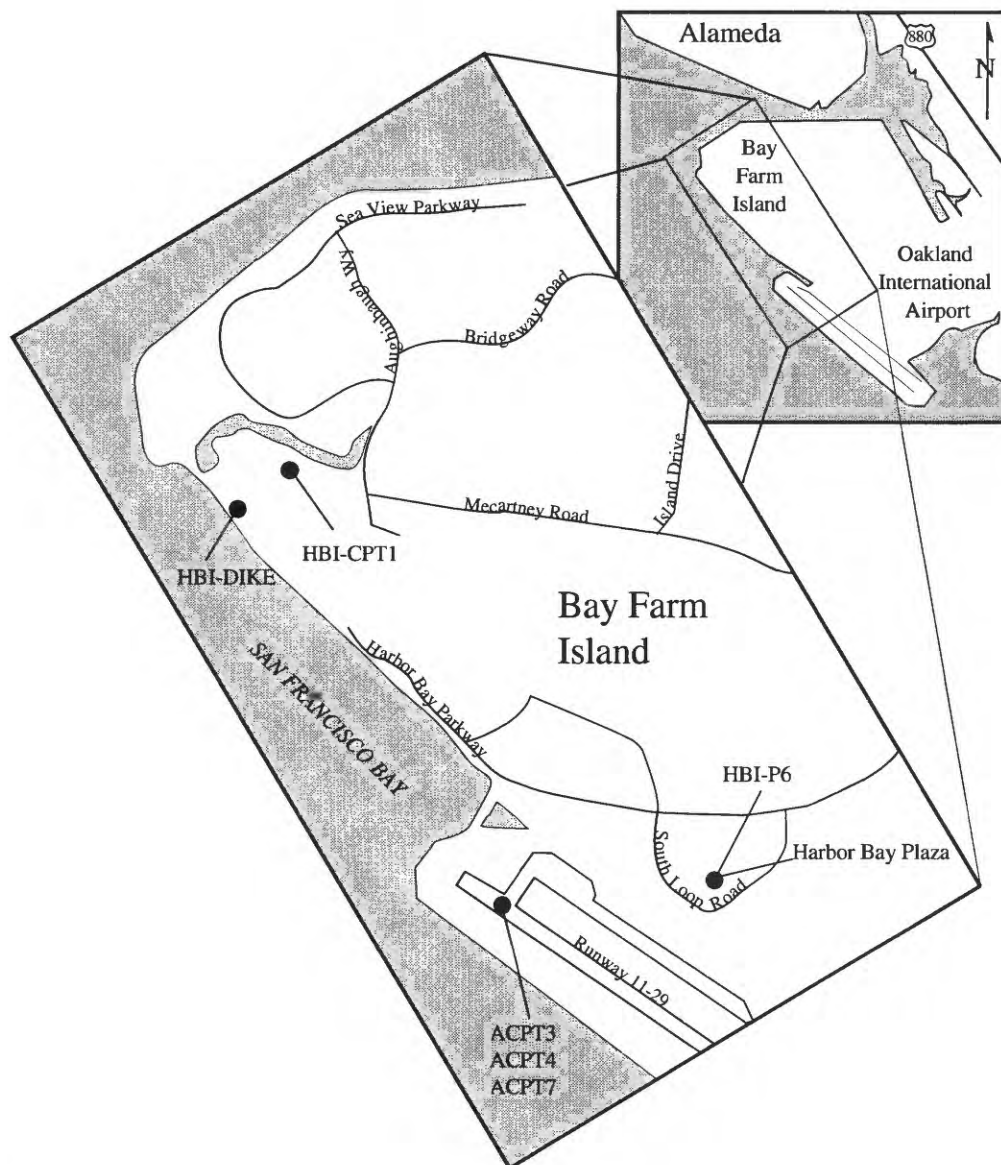 Alameda
880
N
Bay
Farm
Island
Oakland
International
Airport
Sea View Parkway
Aughinbaugh Wy
Bridgeway Road
Island Drive
Mecartney Road
HBI-CPT1
HBI-DIKE
Bay Farm
Island
SAN FRANCISCO BAY
Harbor Bay Parkway
HBI-P6
Harbor Bay Plaza
South Loop Road
Runway 11-29
ACPT3
ACPT4
ACPT7